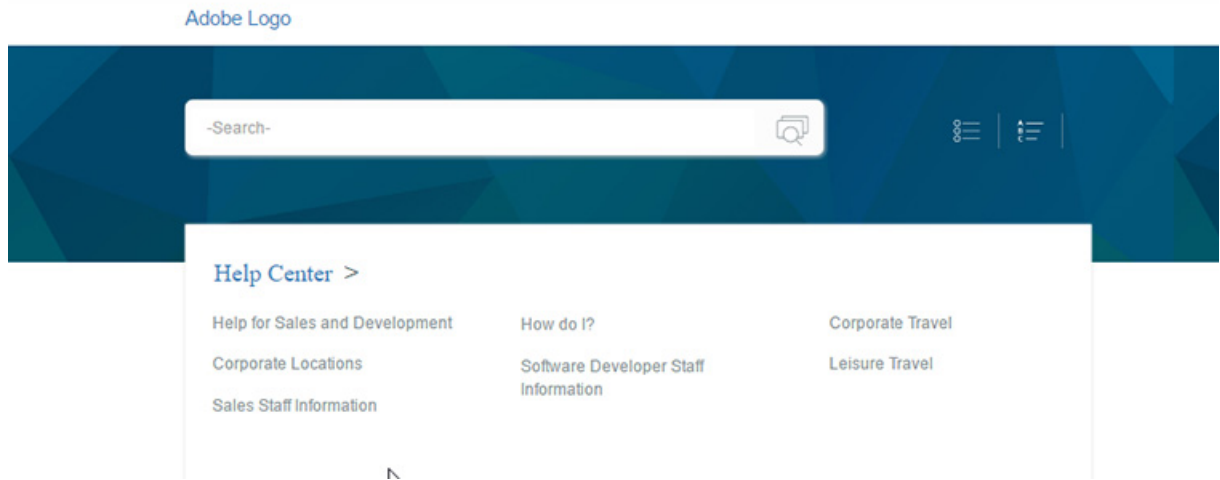 Adobe Logo
-Search-
A
B
C
Help Center >
Help for Sales and Development
How do I?
Corporate Travel
Corporate Locations
Software Developer Staff
Information
Leisure Travel
Sales Staff Information